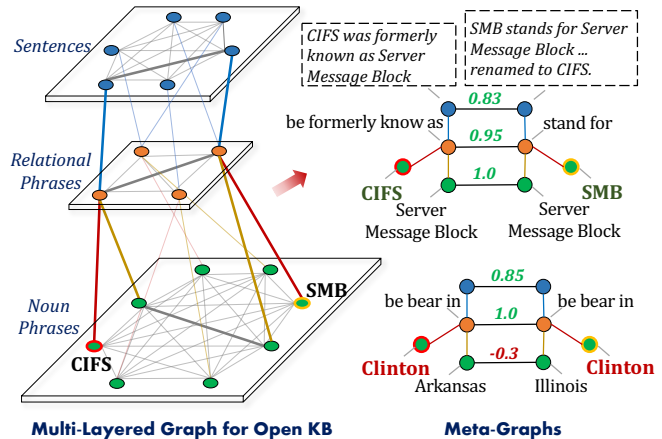 Sentences
Relational
Phrases
Noun
Phrases
CIFS
SMB
Multi-Layered Graph for Open KB
CIFS was formerly
known as Server
Message Block
SMB stands for Server
Message Block ...
renamed to CIFS.
0.83
be formerly know as
stand for
0.95
CIFS
SMB
1.0
Server
Message Block
Server
Message Block
0.85
be bear in
be bear in
1.0
Clinton
Clinton
-0.3
Arkansas
Illinois
Meta-Graphs